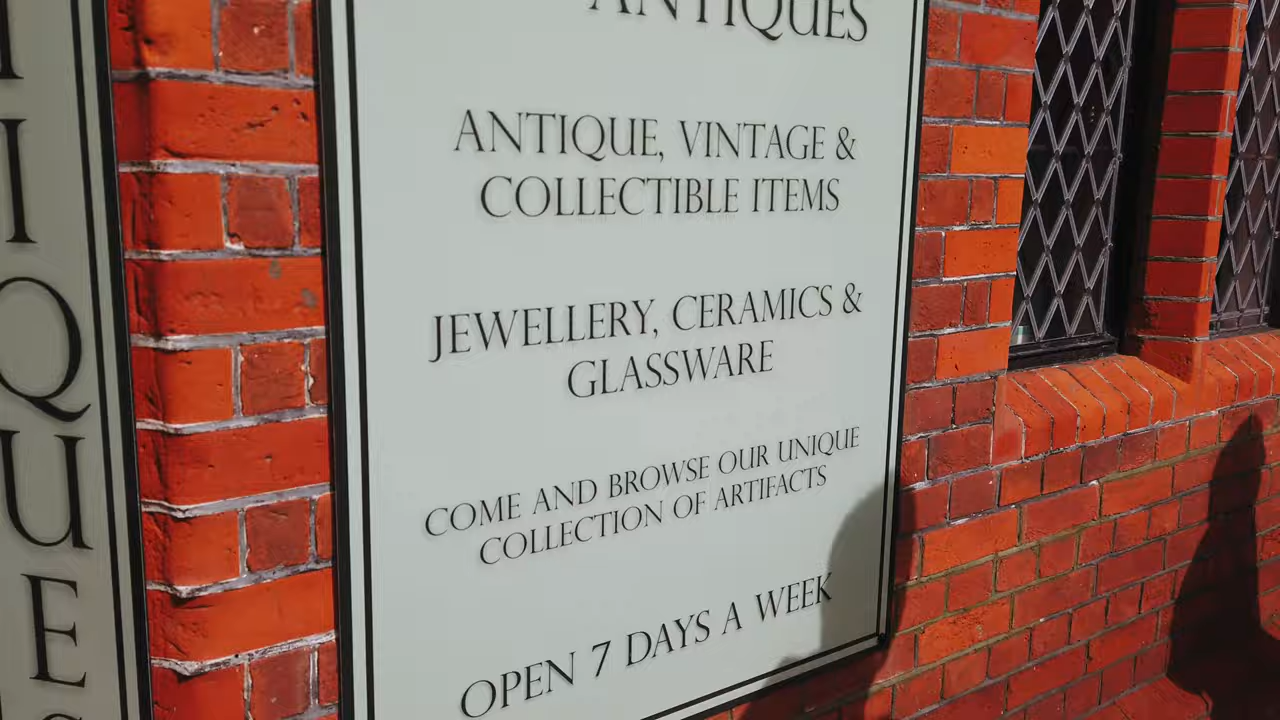 ANTIQUES
ANTIQUE, VINTAGE &
COLLECTIBLE ITEMS
JEWELLERY, CERAMICS &
GLASSWARE
COME AND BROWSE OUR UNIQUE
COLLECTION OF ARTIFACTS
OPEN 7 DAYS A WEEK
IQUE